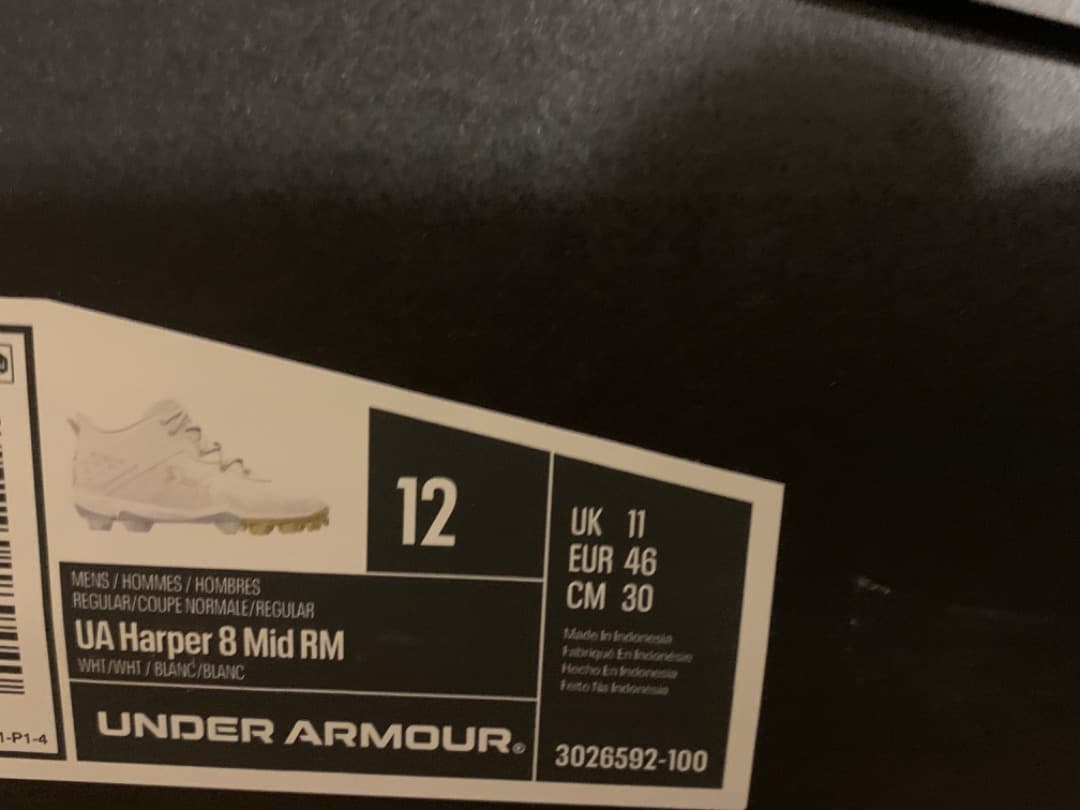 12
UK 11
EUR 46
CM 30
MENS / HOMMES / HOMBRES
REGULAR/COUPE NORMALE/REGULAR
UA Harper 8 Mid RM
WHT/WHT / BLANC/BLANC
Made In Indonesia
Fabriqué En Indonésie
Hecho En Indonesia
Feito Na Indonésia
UNDER ARMOUR®
3026592-100
1-P1-4